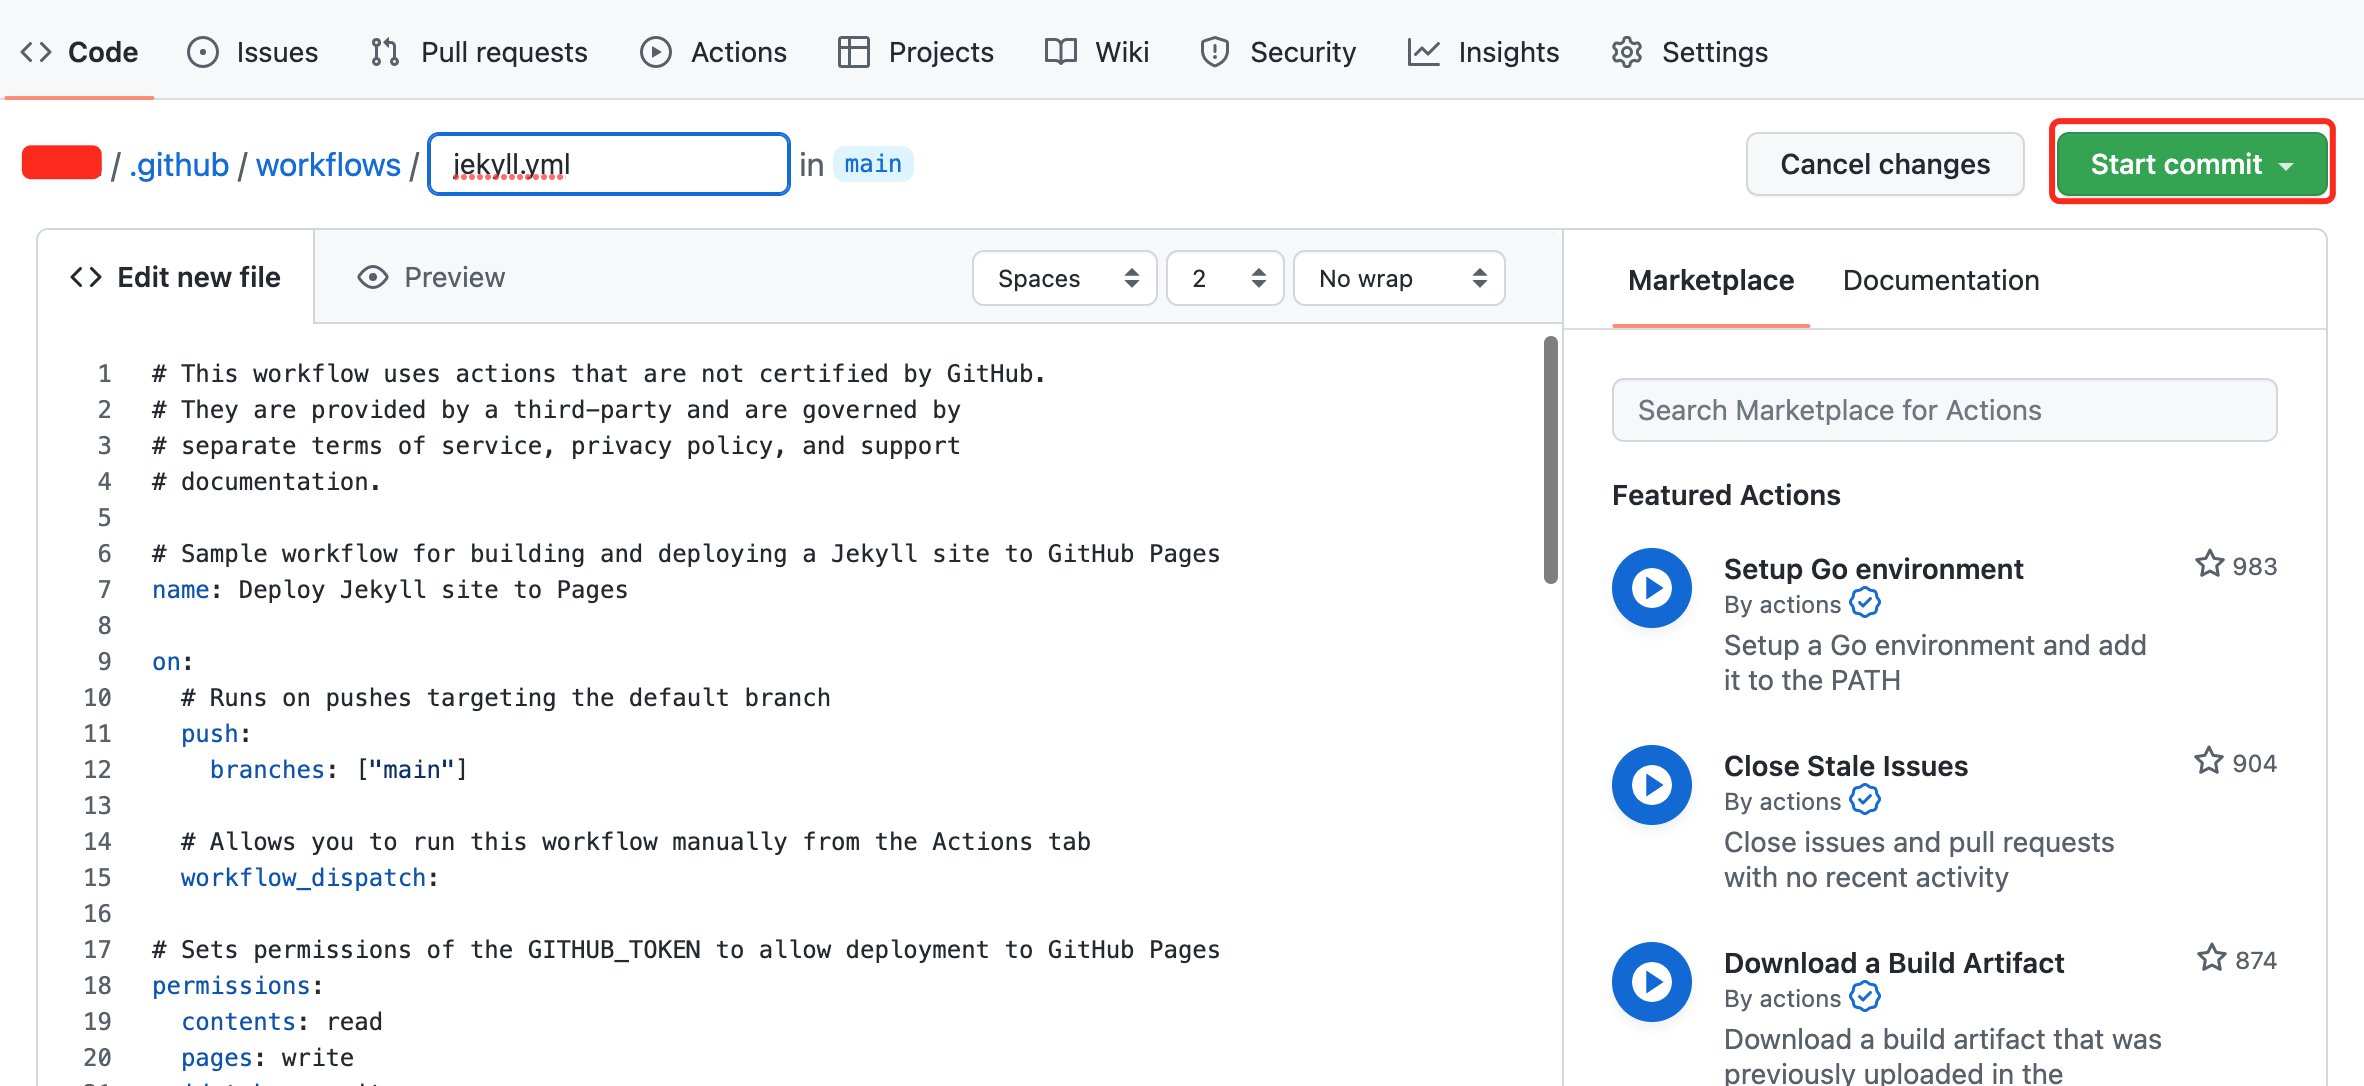 Code Issues Pull requests Actions Projects Wiki Security Insights Settings
/ .github / workflows / jekyll.yml in main Cancel changes Start commit
Edit new file Preview Spaces 2 No wrap
1 # This workflow uses actions that are not certified by GitHub.
2 # They are provided by a third-party and are governed by
3 # separate terms of service, privacy policy, and support
4 # documentation.
5
6 # Sample workflow for building and deploying a Jekyll site to GitHub Pages
7 name: Deploy Jekyll site to Pages
8
9 on:
10 # Runs on pushes targeting the default branch
11 push:
12 branches: ["main"]
13
14 # Allows you to run this workflow manually from the Actions tab
15 workflow_dispatch:
16
17 # Sets permissions of the GITHUB_TOKEN to allow deployment to GitHub Pages
18 permissions:
19 contents: read
20 pages: write
Marketplace Documentation
Search Marketplace for Actions
Featured Actions
Setup Go environment 983
By actions
Setup a Go environment and add
it to the PATH
Close Stale Issues 904
By actions
Close issues and pull requests
with no recent activity
Download a Build Artifact 874
By actions
Download a build artifact that was
previously uploaded in the